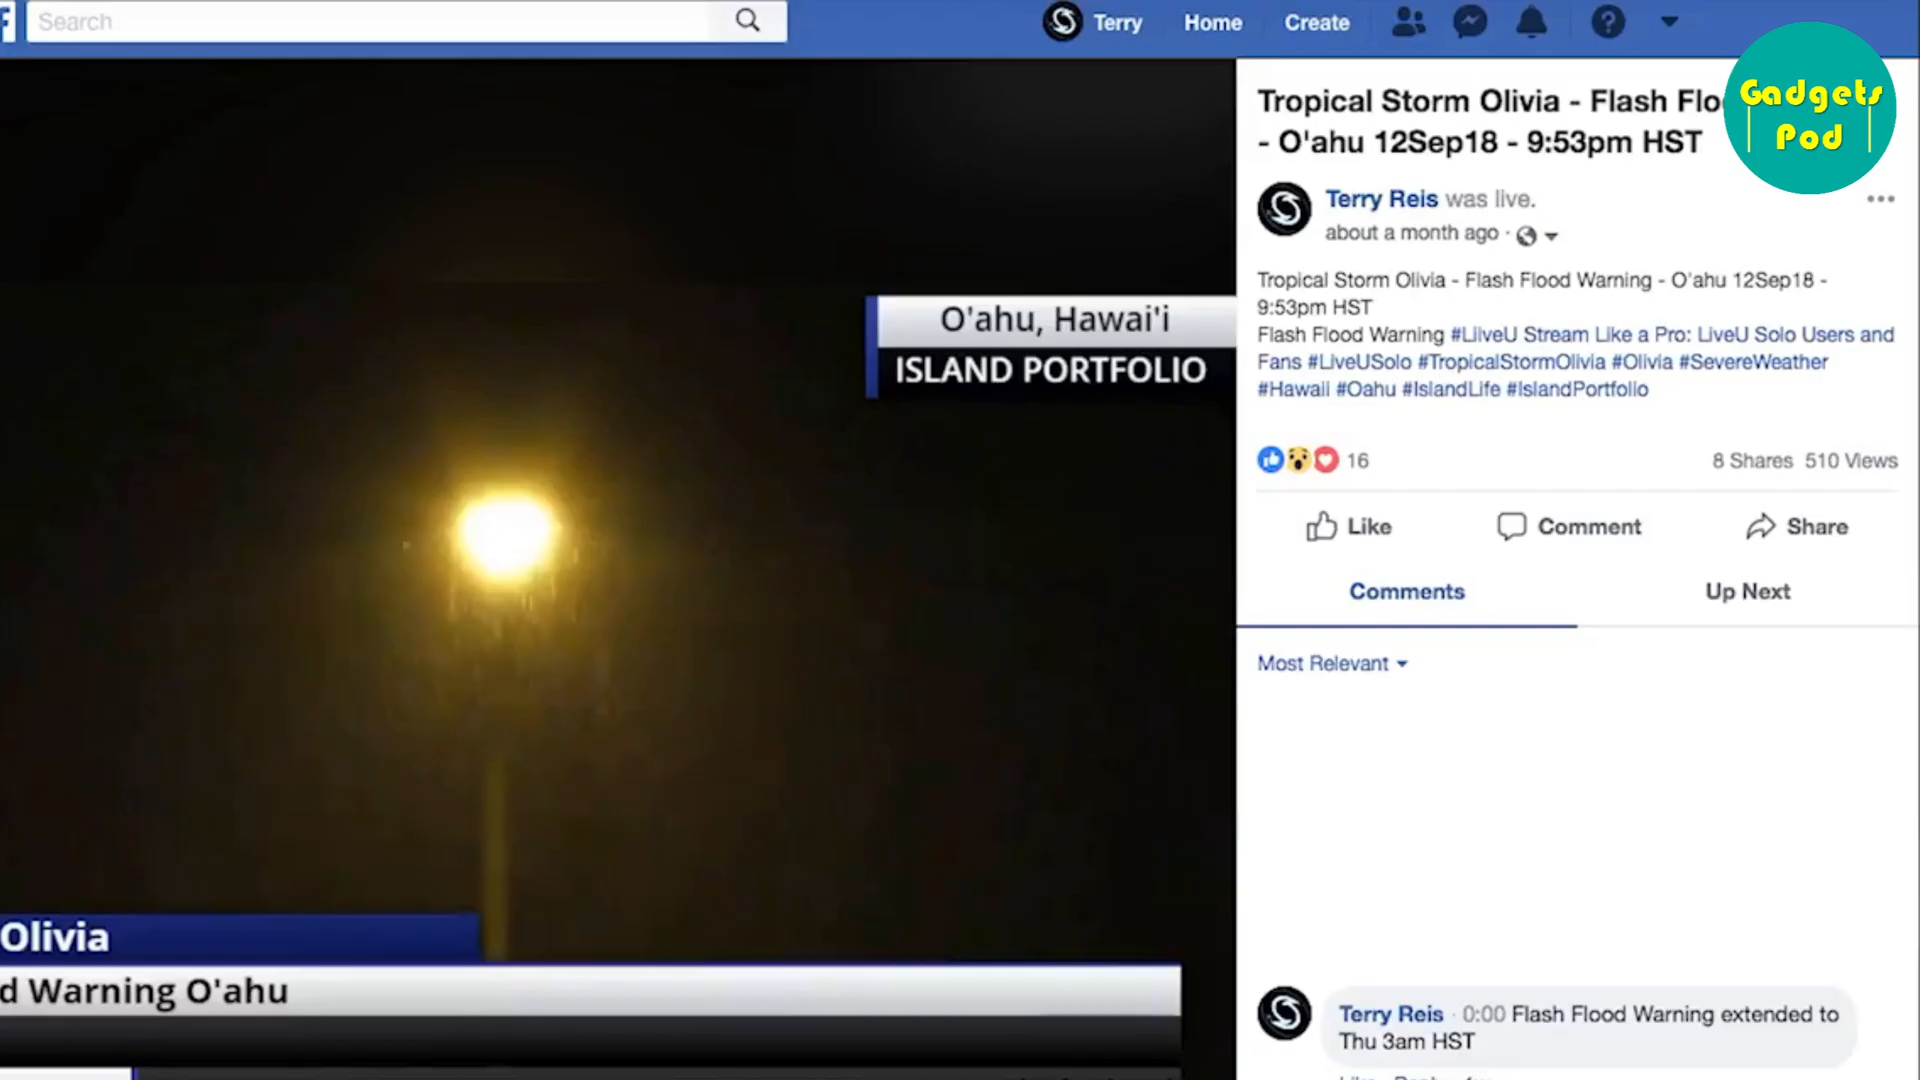 Search
Terry
Home
Create
Gadgets
Pod
Tropical Storm Olivia - Flash Flo
- O'ahu 12Sep18 - 9:53pm HST
Terry Reis was live.
about a month ago ·
Tropical Storm Olivia - Flash Flood Warning - O'ahu 12Sep18 -
9:53pm HST
Flash Flood Warning #LiiveU Stream Like a Pro: LiveU Solo Users and
Fans #LiveUSolo #TropicalStormOlivia #Olivia #SevereWeather
#Hawaii #Oahu #IslandLife #IslandPortfolio
16
8 Shares 510 Views
Like
Comment
Share
Comments
Up Next
Most Relevant
Terry Reis · 0:00 Flash Flood Warning extended to
Thu 3am HST
O'ahu, Hawai'i
ISLAND PORTFOLIO
Olivia
d Warning O'ahu